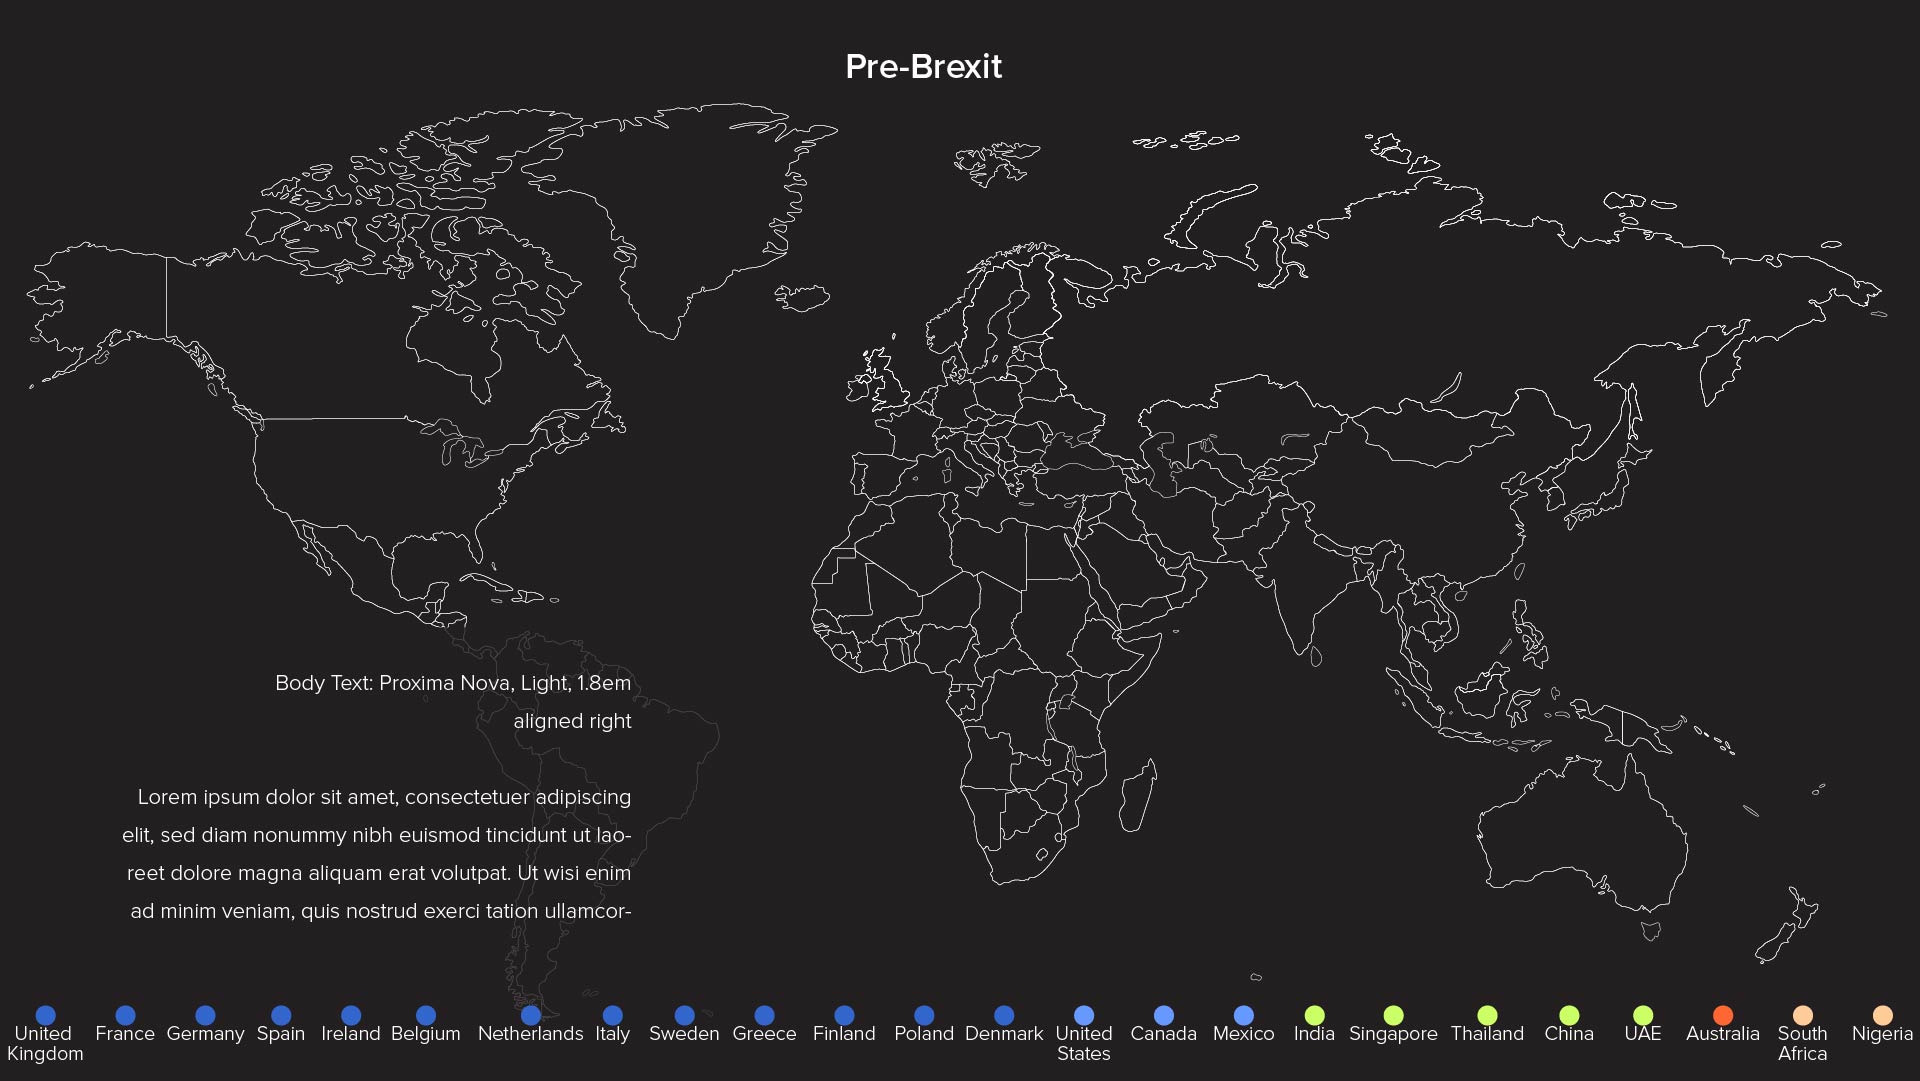 Pre-Brexit
Body Text: Proxima Nova, Light, 1.8em
aligned right
Lorem ipsum dolor sit amet, consectetuer adipiscing
elit, sed diam nonummy nibh euismod tincidunt ut lao-
reet dolore magna aliquam erat volutpat. Ut wisi enim
ad minim veniam, quis nostrud exerci tation ullamcor-
United
Kingdom
France
Germany
Spain
Ireland
Belgium
Netherlands
Italy
Sweden
Greece
Finland
Poland
Denmark
United
States
Canada
Mexico
India
Singapore
Thailand
China
UAE
Australia
South
Africa
Nigeria